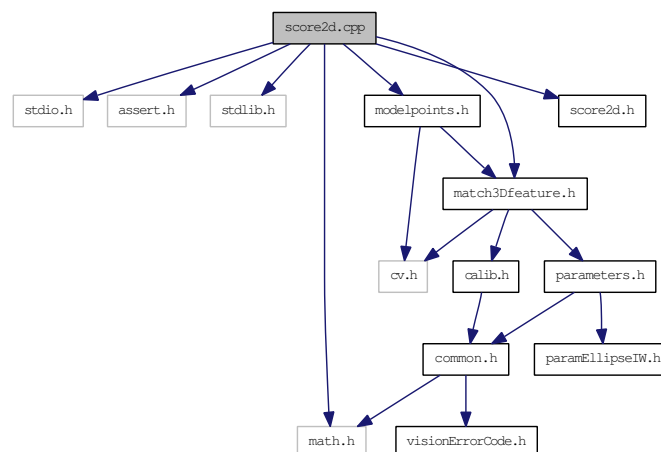 score2d.cpp
stdio.h
assert.h
stdlib.h
modelpoints.h
score2d.h
match3Dfeature.h
cv.h
calib.h
parameters.h
common.h
paramEllipseIW.h
math.h
visionErrorCode.h